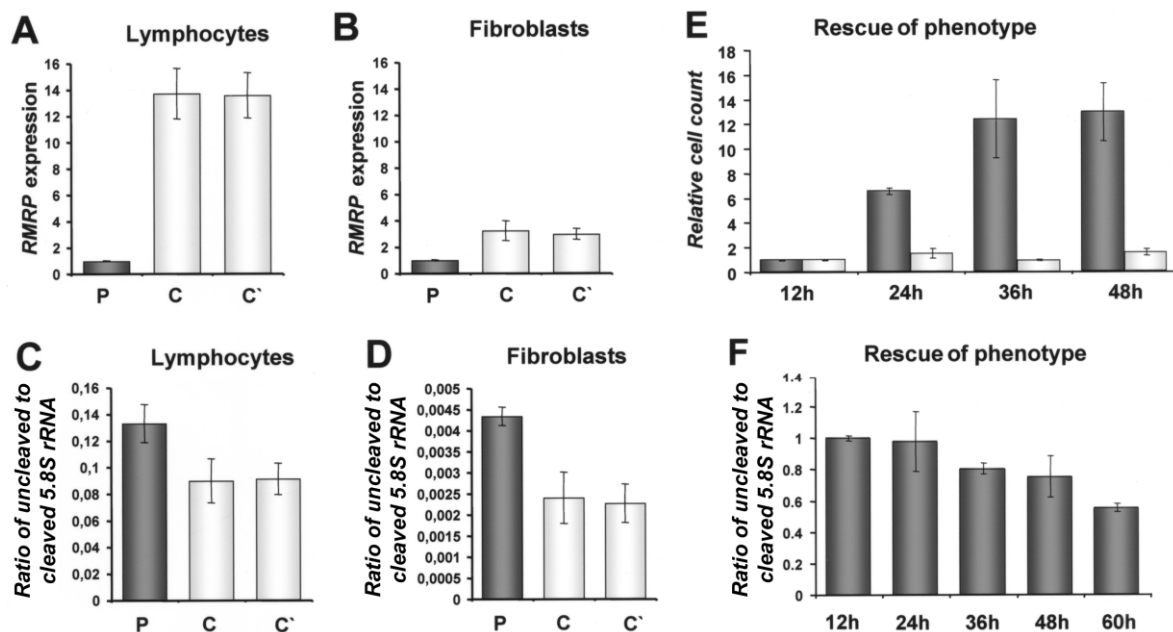 A
Lymphocytes
RMRP expression
16
14
12
10
8
6
4
2
0
P C C`
B
Fibroblasts
RMRP expression
16
14
12
10
8
6
4
2
0
P C C`
E
Rescue of phenotype
Relative cell count
18
16
14
12
10
8
6
4
2
0
12h 24h 36h 48h
C
Lymphocytes
Ratio of uncleaved to
cleaved 5.8S rRNA
0,16
0,14
0,12
0,1
0,08
0,06
0,04
0,02
0
P C C`
D
Fibroblasts
Ratio of uncleaved to
cleaved 5.8S rRNA
0,005
0,0045
0,004
0,0035
0,003
0,0025
0,002
0,0015
0,001
0,0005
0
P C C`
F
Rescue of phenotype
Ratio of uncleaved to
cleaved 5.8S rRNA
1.4
1.2
1
0.8
0.6
0.4
0.2
0
12h 24h 36h 48h 60h